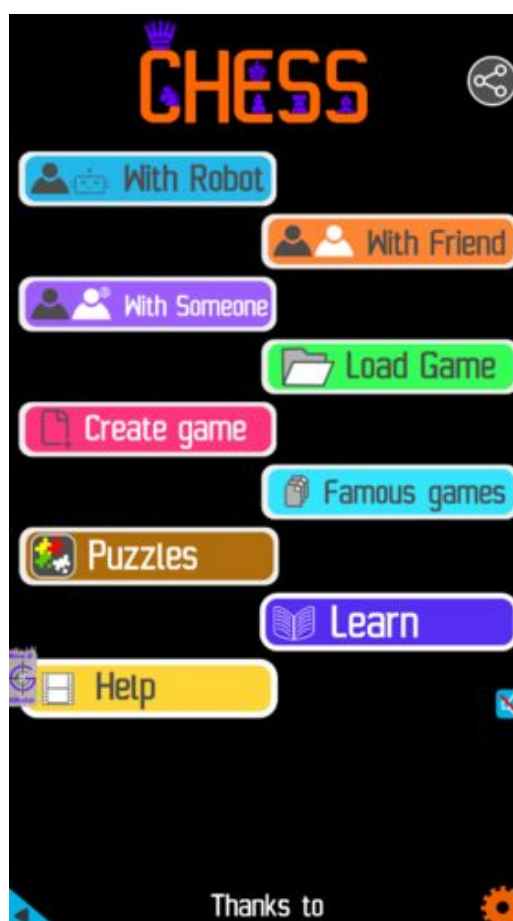 CHESS
With Robot
With Friend
With Someone
Load Game
Create game
Famous games
Puzzles
Learn
Help
Thanks to